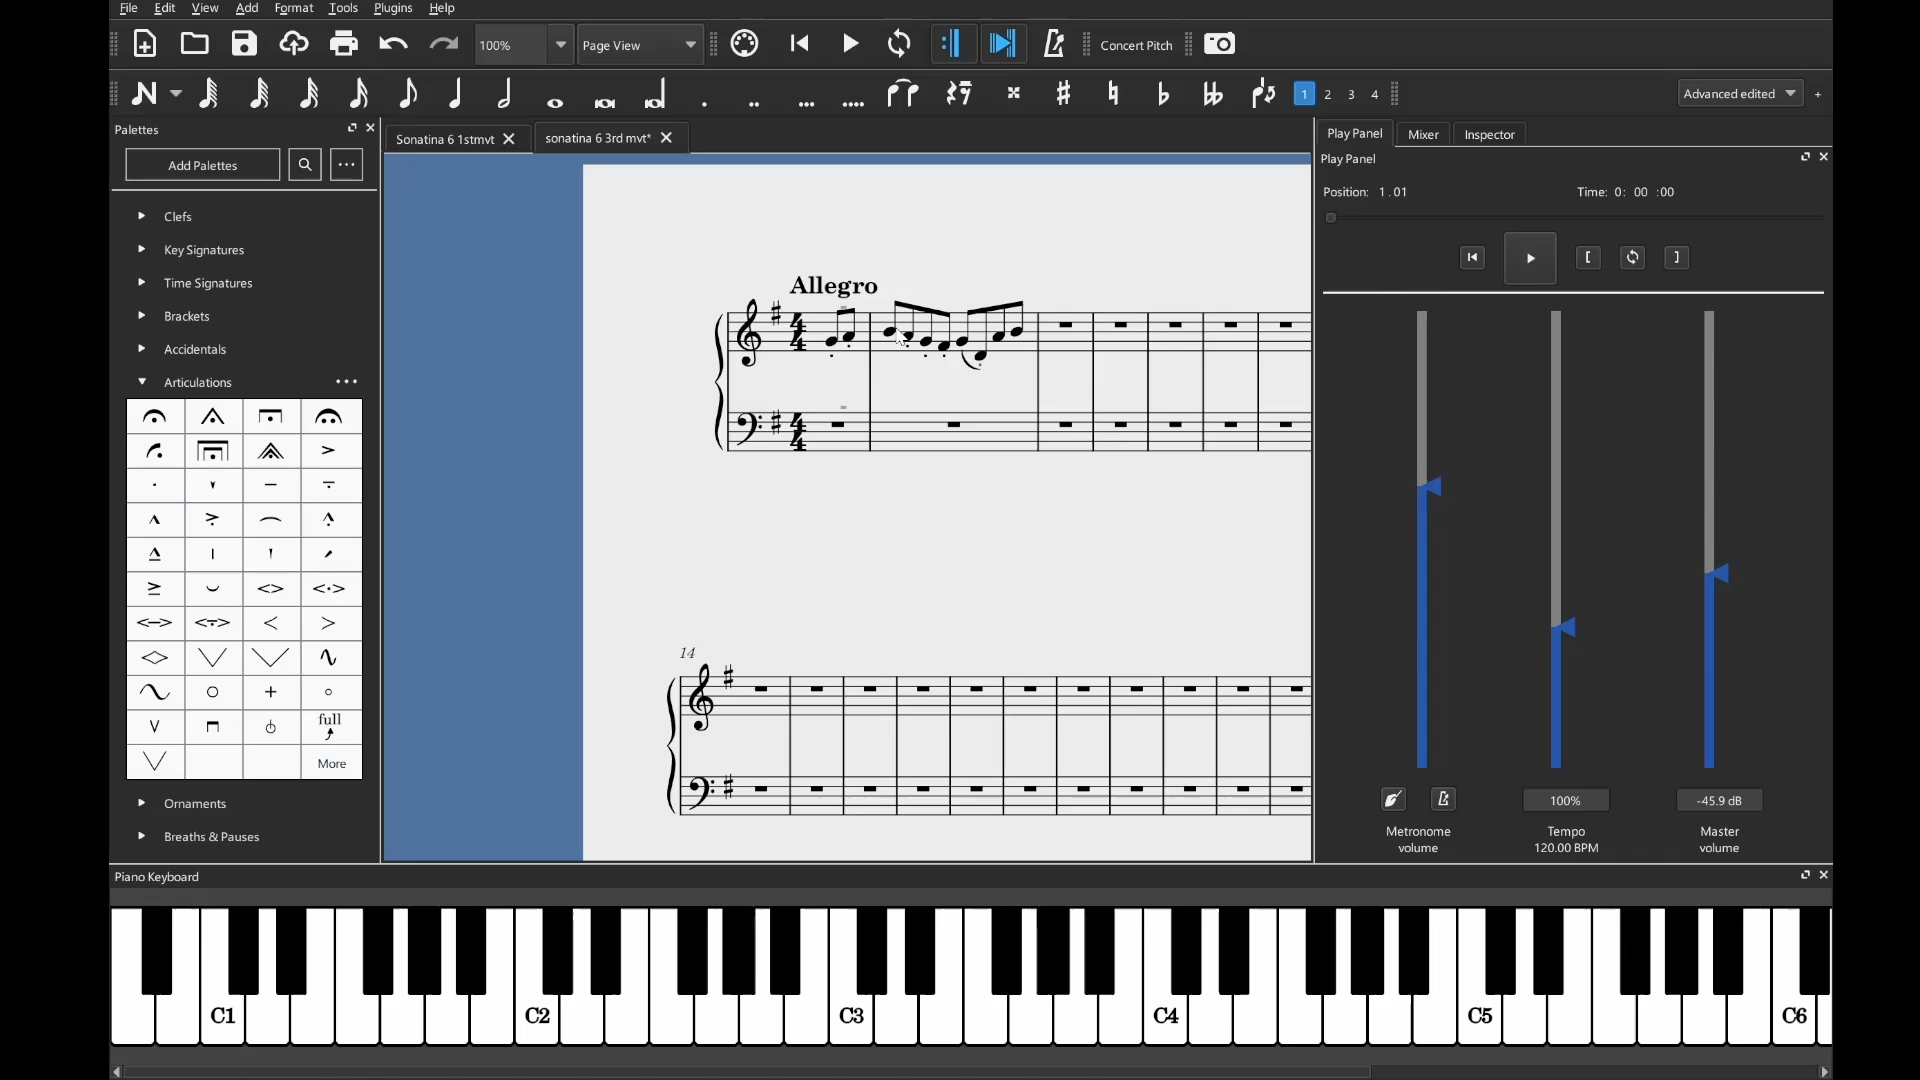 File Edit View Add Format Tools Plugins Help
100% Page View Concert Pitch
1 2 3 4 Advanced edited +
Palettes
Sonatina 6 1stmvt
sonatina 6 3rd mvt*
Play Panel Mixer Inspector
Add Palettes
Play Panel
Position: 1.01 Time: 0: 00 :00
Clefs
Key Signatures
Time Signatures
Brackets
Accidentals
Articulations
full
More
Ornaments
Breaths & Pauses
Allegro
4
4
4
4
14
100%
-45.9 dB
Metronome
volume
Tempo
120.00 BPM
Master
volume
Piano Keyboard
C1 C2 C3 C4 C5 C6